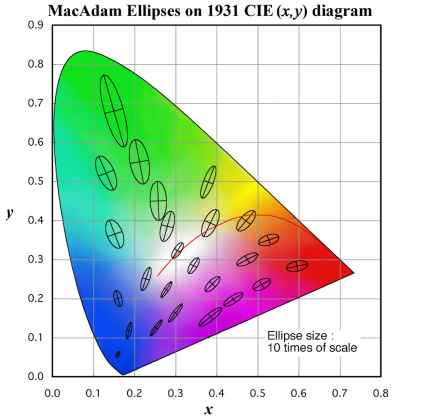 MacAdam Ellipses on 1931 CIE (x,y) diagram
0.9
0.8
0.7
0.6
0.5
y
0.4
0.3
0.2
0.1
0.0
Ellipse size :
10 times of scale
0.0 0.1 0.2 0.3 0.4 0.5 0.6 0.7 0.8
x